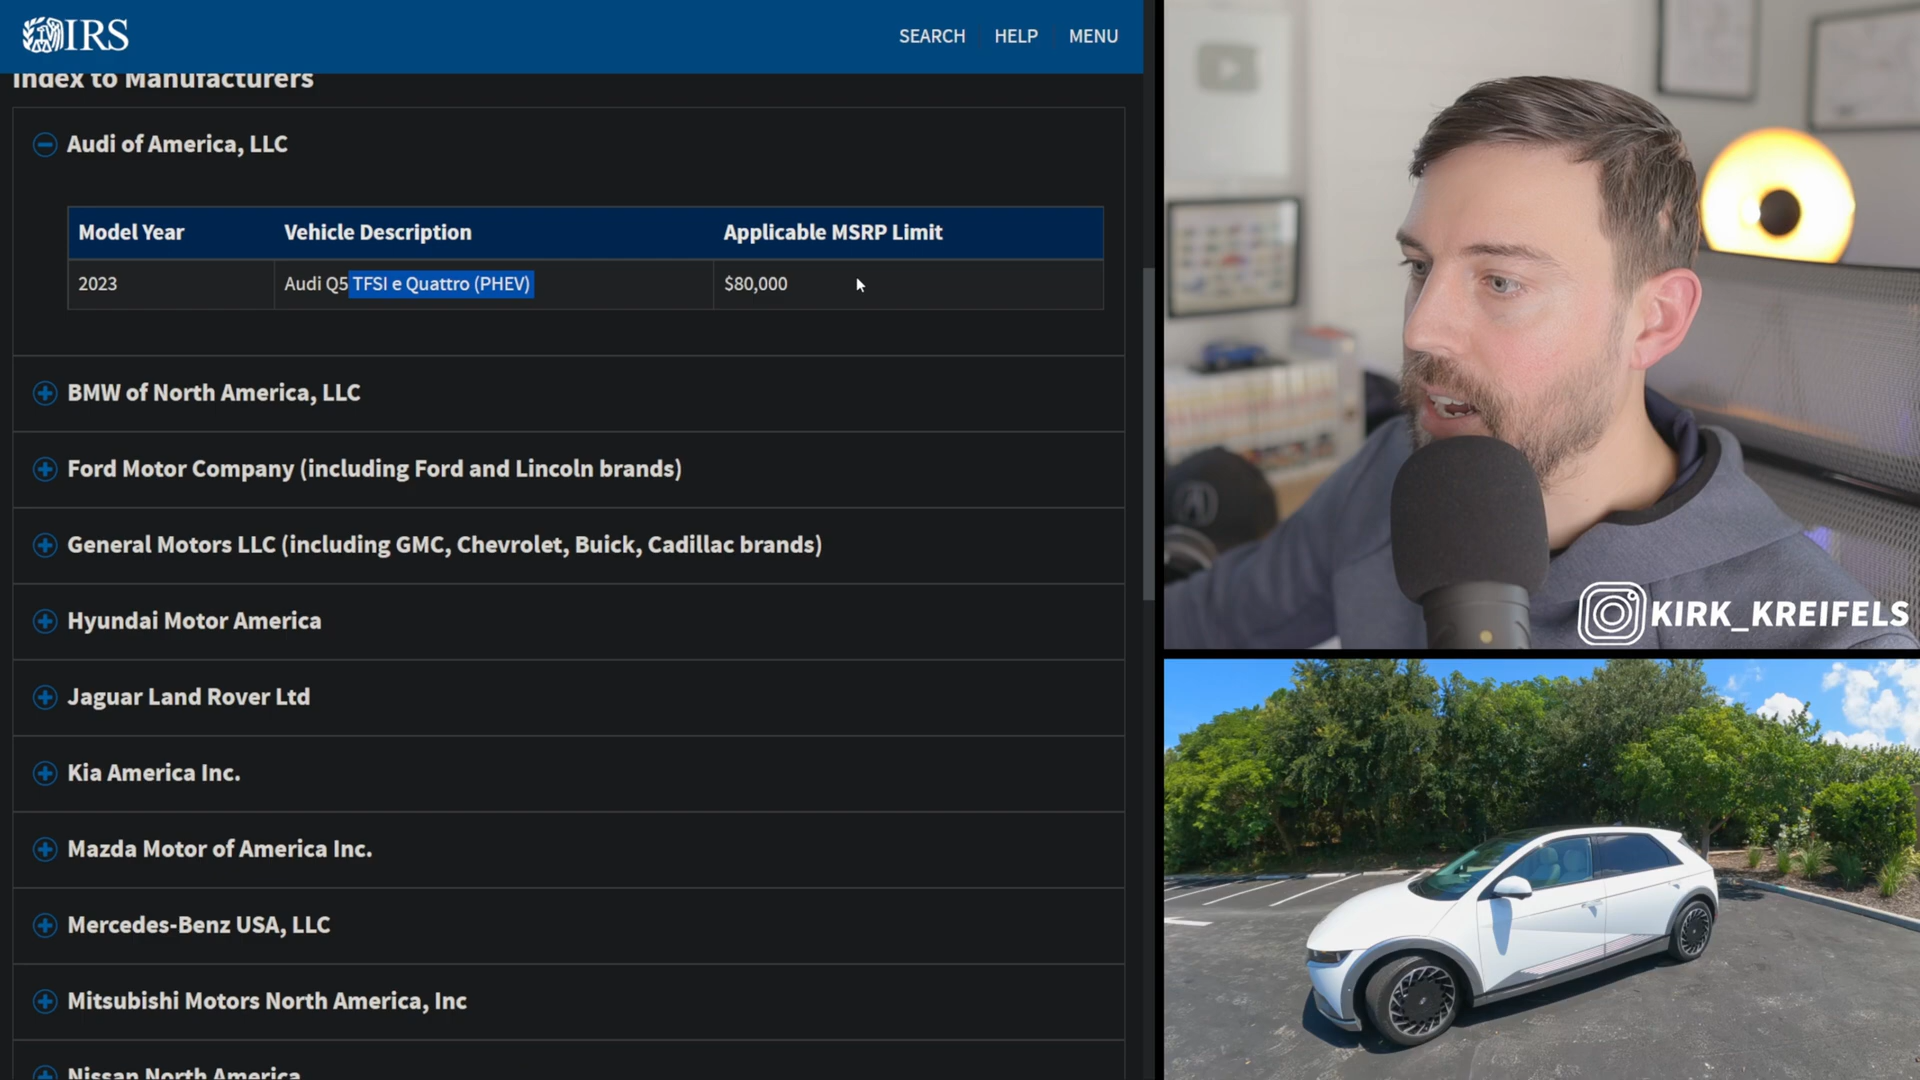 IRS
SEARCH HELP MENU
Index to Manufacturers
Audi of America, LLC
Model Year Vehicle Description Applicable MSRP Limit
2023 Audi Q5 TFSI e Quattro (PHEV) $80,000
BMW of North America, LLC
Ford Motor Company (including Ford and Lincoln brands)
General Motors LLC (including GMC, Chevrolet, Buick, Cadillac brands)
Hyundai Motor America
Jaguar Land Rover Ltd
Kia America Inc.
Mazda Motor of America Inc.
Mercedes-Benz USA, LLC
Mitsubishi Motors North America, Inc
Nissan North America
KIRK_KREIFELS